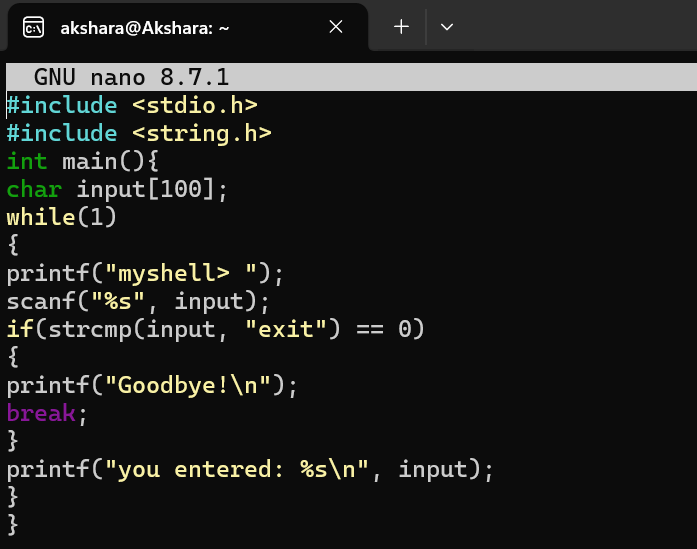 akshara@Akshara: ~
GNU nano 8.7.1
#include <stdio.h>
#include <string.h>
int main(){
char input[100];
while(1)
{
printf("myshell> ");
scanf("%s", input);
if(strcmp(input, "exit") == 0)
{
printf("Goodbye!\n");
break;
}
printf("you entered: %s\n", input);
}
}